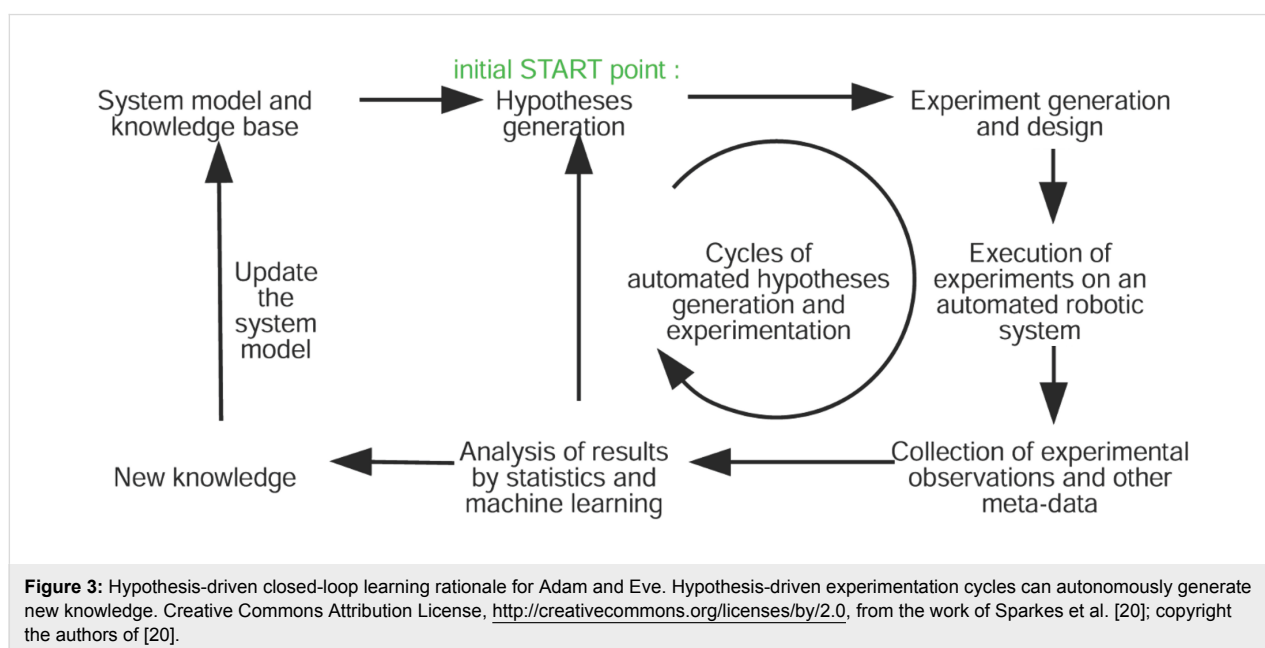 initial START point :
System model and
knowledge base
Hypotheses
generation
Experiment generation
and design
Update
the
system
model
Cycles of
automated hypotheses
generation and
experimentation
Execution of
experiments on an
automated robotic
system
New knowledge
Analysis of results
by statistics and
machine learning
Collection of experimental
observations and other
meta-data
Figure 3: Hypothesis-driven closed-loop learning rationale for Adam and Eve. Hypothesis-driven experimentation cycles can autonomously generate
new knowledge. Creative Commons Attribution License, http://creativecommons.org/licenses/by/2.0, from the work of Sparkes et al. [20]; copyright
the authors of [20].